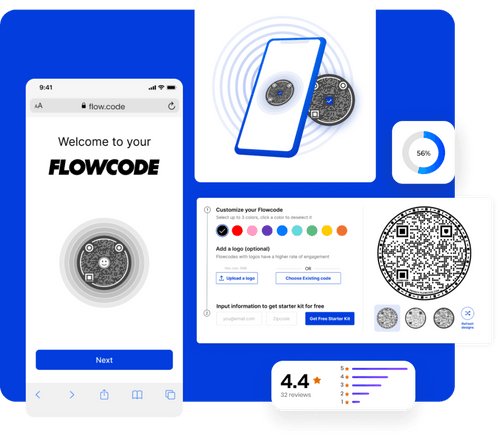 9:41
AA flow.code
Welcome to your
FLOWCODE
Next
56%
1
Customize your Flowcode
Select up to 3 colors, click a color to deselect it
Add a logo (optional)
Flowcodes with logos have a higher rate of engagement
OR
Upload a logo
Choose Existing code
2
Input information to get starter kit for free
you@email.com
Zipcode
Get Free Starter Kit
Refresh
designs
4.4
32 reviews
5
4
3
2
1